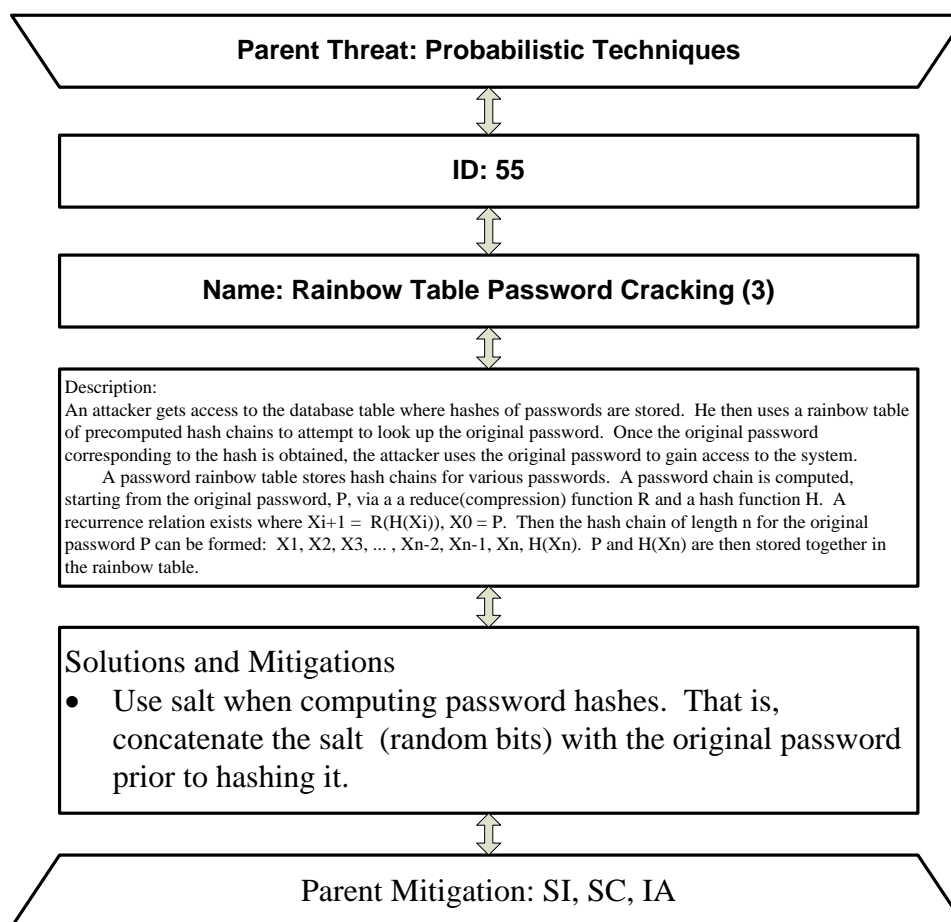 Parent Threat: Probabilistic Techniques
ID: 55
Name: Rainbow Table Password Cracking (3)
Description:
An attacker gets access to the database table where hashes of passwords are stored.  He then uses a rainbow table
of precomputed hash chains to attempt to look up the original password.  Once the original password
corresponding to the hash is obtained, the attacker uses the original password to gain access to the system.
A password rainbow table stores hash chains for various passwords.  A password chain is computed,
starting from the original password, P, via a a reduce(compression) function R and a hash function H.  A
recurrence relation exists where Xi+1 =  R(H(Xi)), X0 = P.  Then the hash chain of length n for the original
password P can be formed:  X1, X2, X3, ... , Xn-2, Xn-1, Xn, H(Xn).  P and H(Xn) are then stored together in
the rainbow table.
Solutions and Mitigations
• Use salt when computing password hashes.  That is,
concatenate the salt  (random bits) with the original password
prior to hashing it.
Parent Mitigation: SI, SC, IA